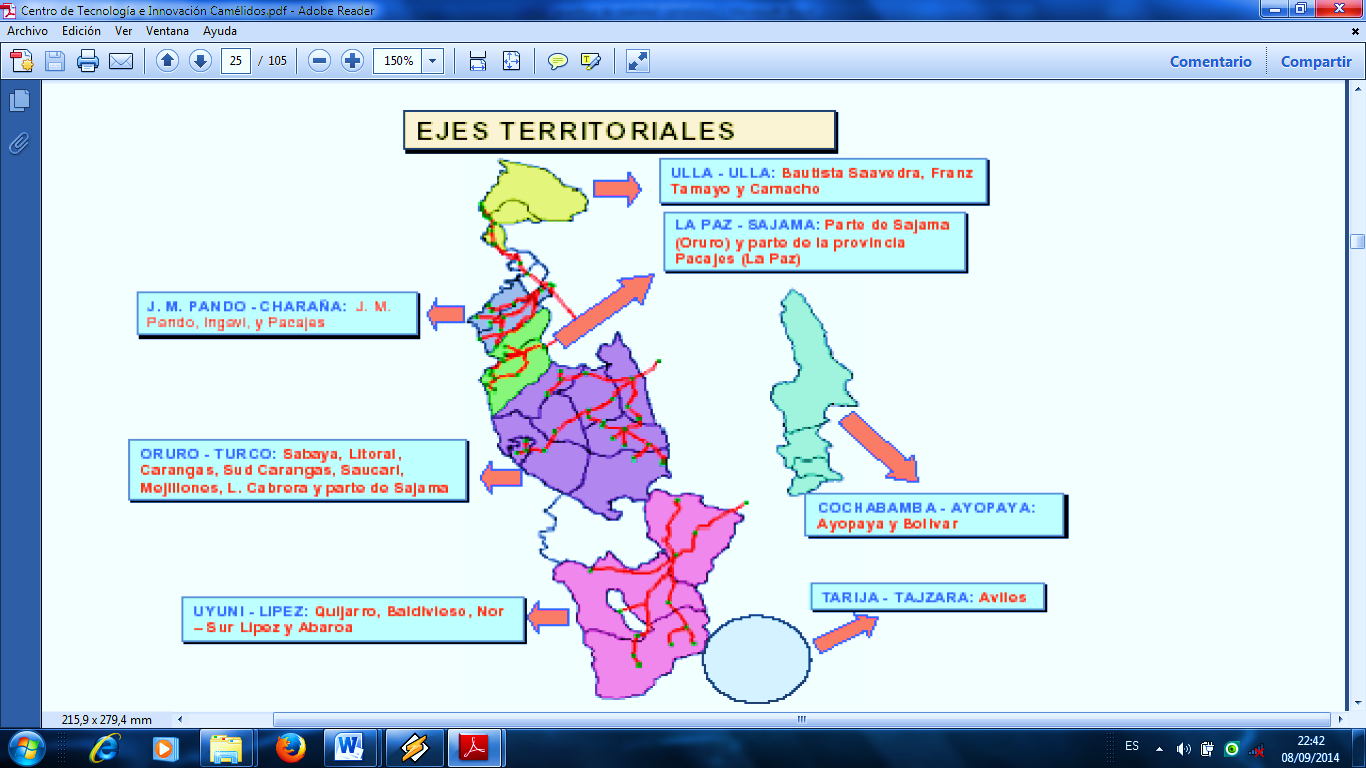 Centro de Tecnología e Innovación Camélidos.pdf - Adobe Reader
Archivo Edición Ver Ventana Ayuda
25 / 105 150% Comentario Compartir
EJES TERRITORIALES
ULLA - ULLA: Bautista Saavedra, Franz
Tamayo y Camacho
LA PAZ - SAJAMA: Parte de Sajama
(Oruro) y parte de la provincia
Pacajes (La Paz)
J. M. PANDO - CHARAÑA: J. M.
Pando, Ingavi, y Pacajes
ORURO - TURCO: Sabaya, Litoral,
Carangas, Sud Carangas, Saucari,
Mejillones, L. Cabrera y parte de Sajama
COCHABAMBA - AYOPAYA:
Ayopaya y Bolivar
UYUNI - LIPEZ: Quijarro, Baldivieso, Nor
– Sur Lipez y Abaroa
TARIJA - TAJZARA: Aviles
215,9 x 279,4 mm
ES
22:42
08/09/2014